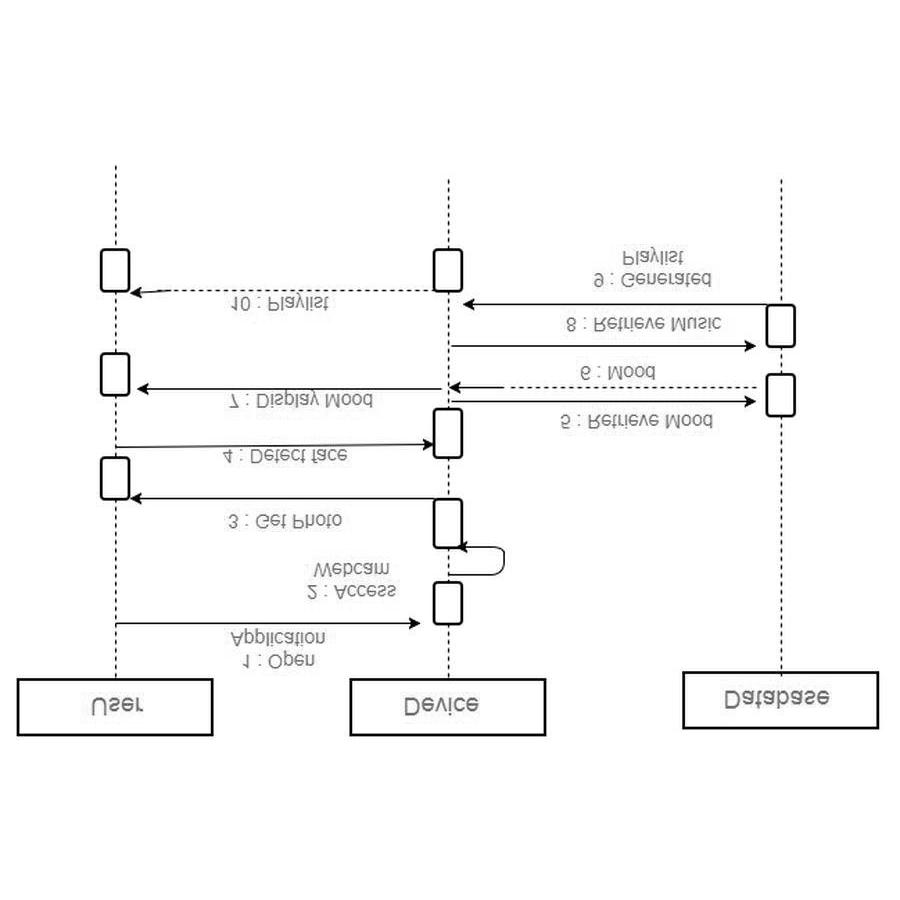 User
Device
Database
1 : Open
Application
2 : Access
Webcam
3 : Get Photo
4 : Detect face
5 : Retrieve Mood
6 : Mood
7 : Display Mood
8 : Retrieve Music
9 : Generated
Playlist
10 : Playlist